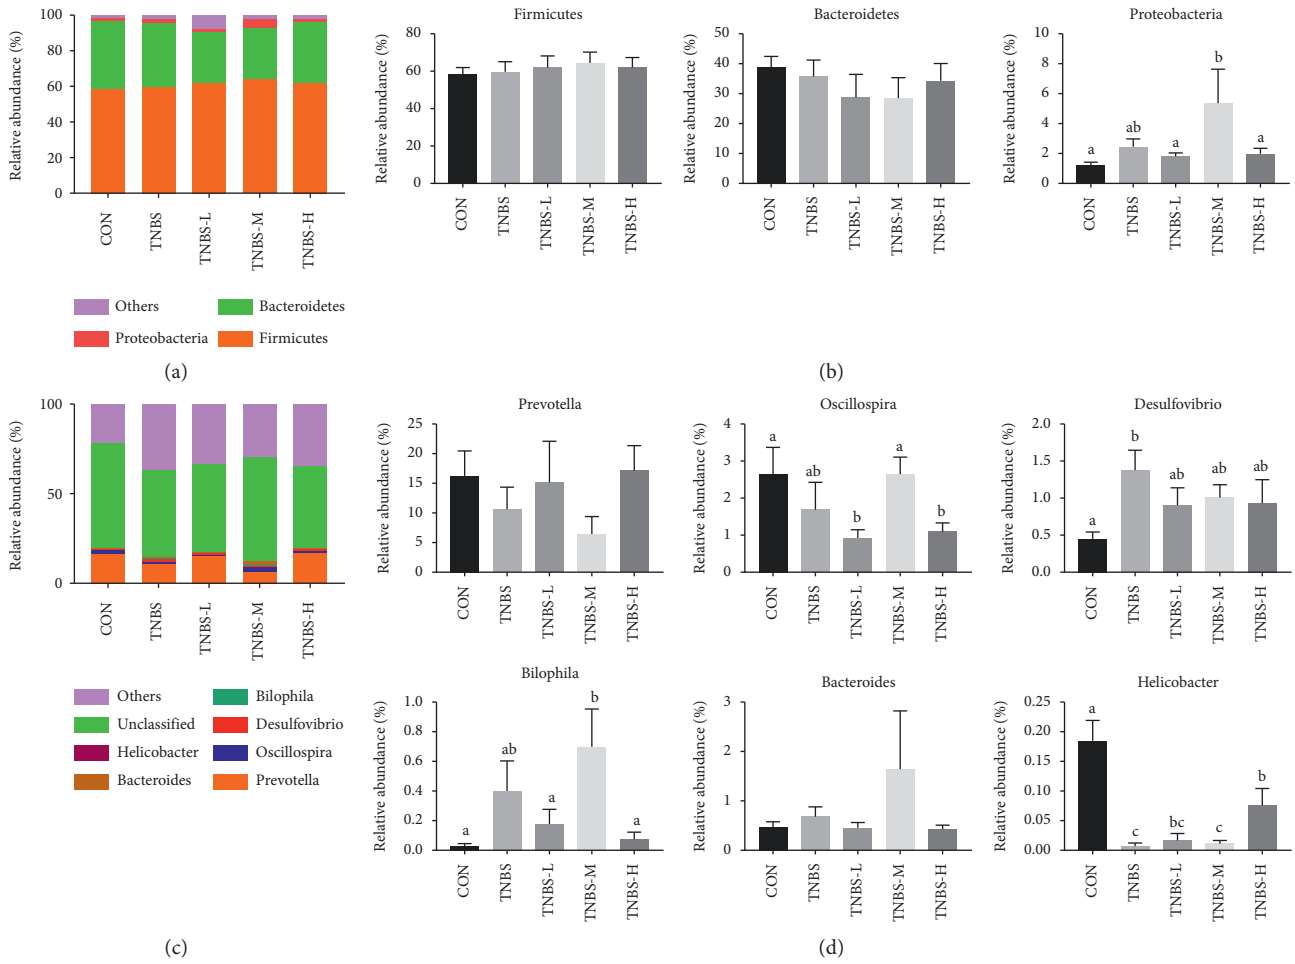 Relative abundance (%)
100
80
60
40
20
0
CON
TNBS
TNBS-L
TNBS-M
TNBS-H
Others
Bacteroidetes
Proteobacteria
Firmicutes
(a)
Firmicutes
Relative abundance (%)
80
60
40
20
0
CON
TNBS
TNBS-L
TNBS-M
TNBS-H
Bacteroidetes
Relative abundance (%)
50
40
30
20
10
0
CON
TNBS
TNBS-L
TNBS-M
TNBS-H
Proteobacteria
Relative abundance (%)
10
8
6
4
2
0
a
ab
a
b
a
CON
TNBS
TNBS-L
TNBS-M
TNBS-H
(b)
Relative abundance (%)
100
50
0
CON
TNBS
TNBS-L
TNBS-M
TNBS-H
Others
Bilophila
Unclassified
Desulfovibrio
Helicobacter
Oscillospira
Bacteroides
Prevotella
(c)
Prevotella
Relative abundance (%)
25
20
15
10
5
0
CON
TNBS
TNBS-L
TNBS-M
TNBS-H
Oscillospira
Relative abundance (%)
4
3
2
1
0
a
ab
b
a
b
CON
TNBS
TNBS-L
TNBS-M
TNBS-H
Desulfovibrio
Relative abundance (%)
2.0
1.5
1.0
0.5
0.0
a
b
ab
ab
ab
CON
TNBS
TNBS-L
TNBS-M
TNBS-H
Bilophila
Relative abundance (%)
1.0
0.8
0.6
0.4
0.2
0.0
a
ab
a
b
a
CON
TNBS
TNBS-L
TNBS-M
TNBS-H
Bacteroides
Relative abundance (%)
3
2
1
0
CON
TNBS
TNBS-L
TNBS-M
TNBS-H
Helicobacter
Relative abundance (%)
0.25
0.20
0.15
0.10
0.05
0.00
a
c
bc
c
b
CON
TNBS
TNBS-L
TNBS-M
TNBS-H
(d)